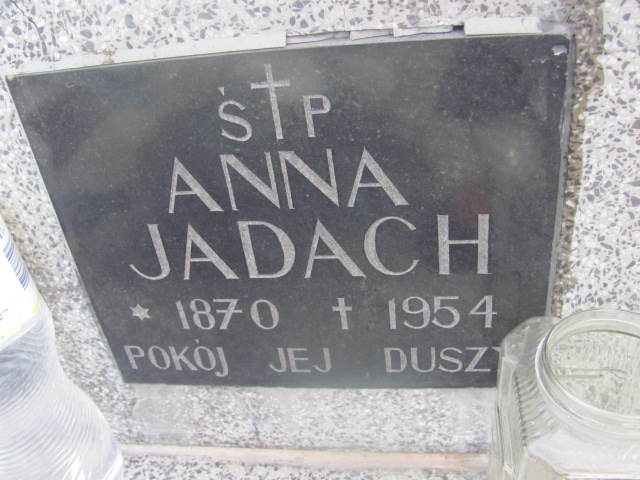 Ś†P
ANNA
JADACH
* 1870 † 1954
POKÓJ JEJ DUSZY